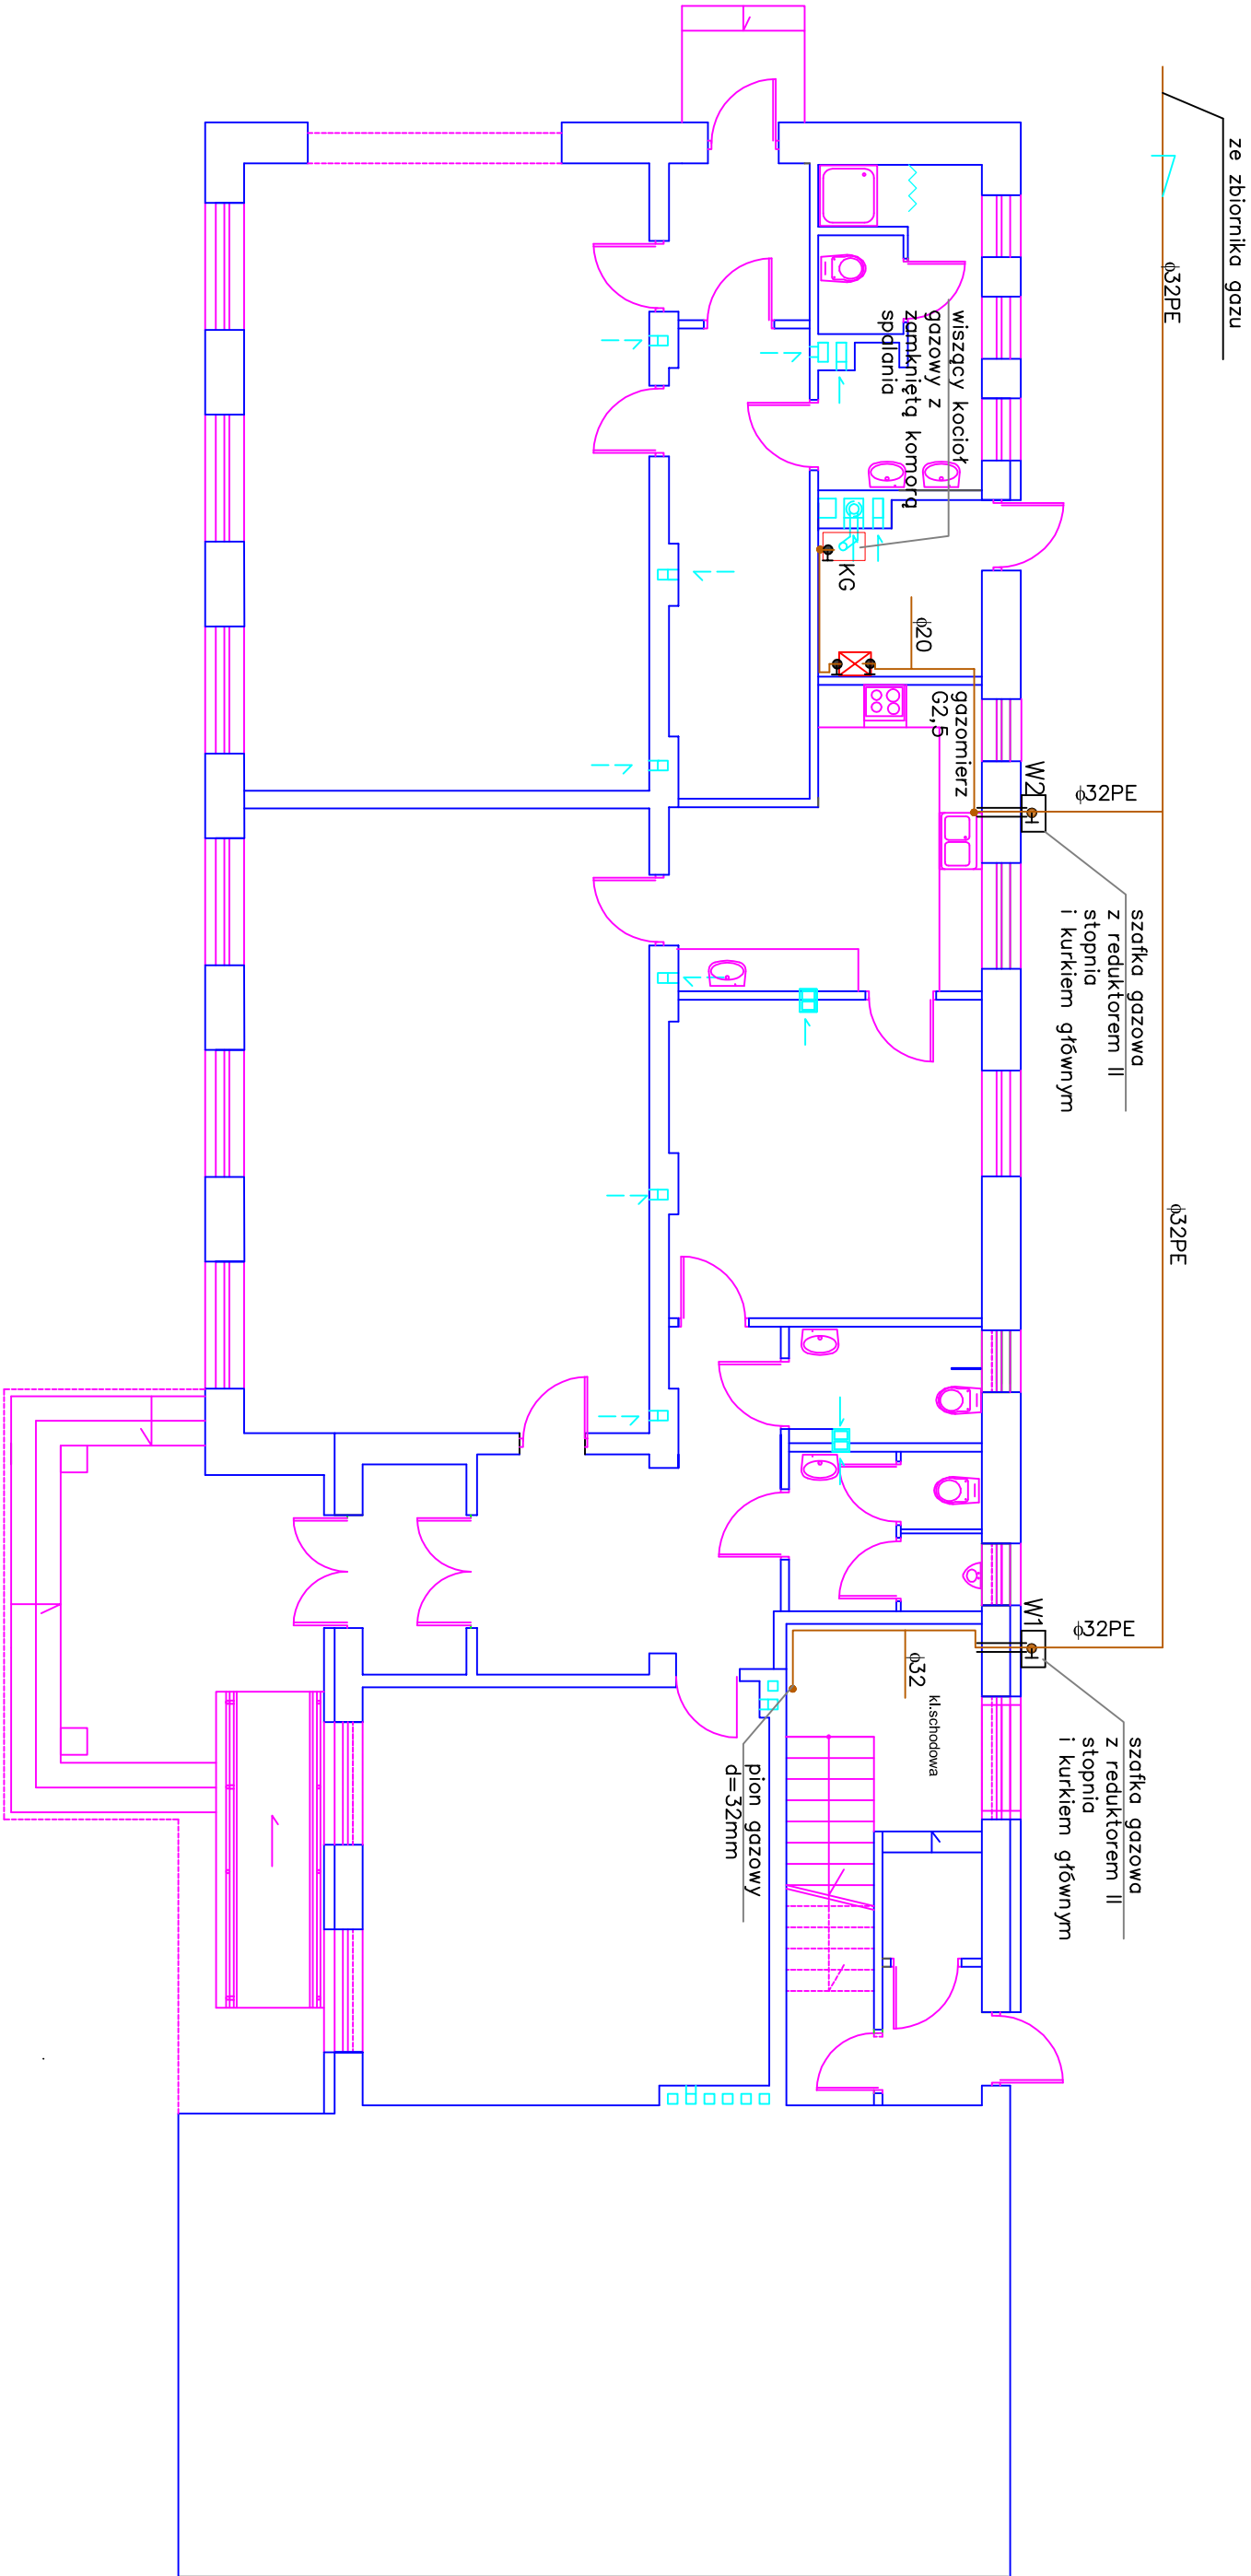 ze zbiornika gazu
ϕ32PE
wiszący kocioł
gazowy z
zamkniętą komorą
spalania
KG
ϕ20
gazomierz
G2,5
W2
ϕ32PE
szafka gazowa
z reduktorem II
stopnia
i kurkiem głównym
ϕ32PE
W1
ϕ32PE
ϕ32
kl.schodowa
pion gazowy
d=32mm
szafka gazowa
z reduktorem II
stopnia
i kurkiem głównym